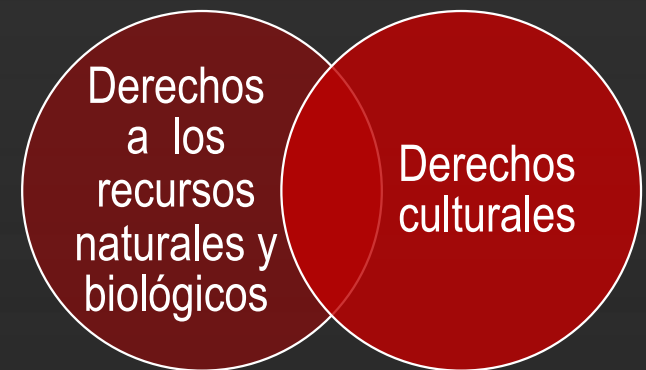 Derechos
a los
recursos
naturales y
biológicos
Derechos
culturales